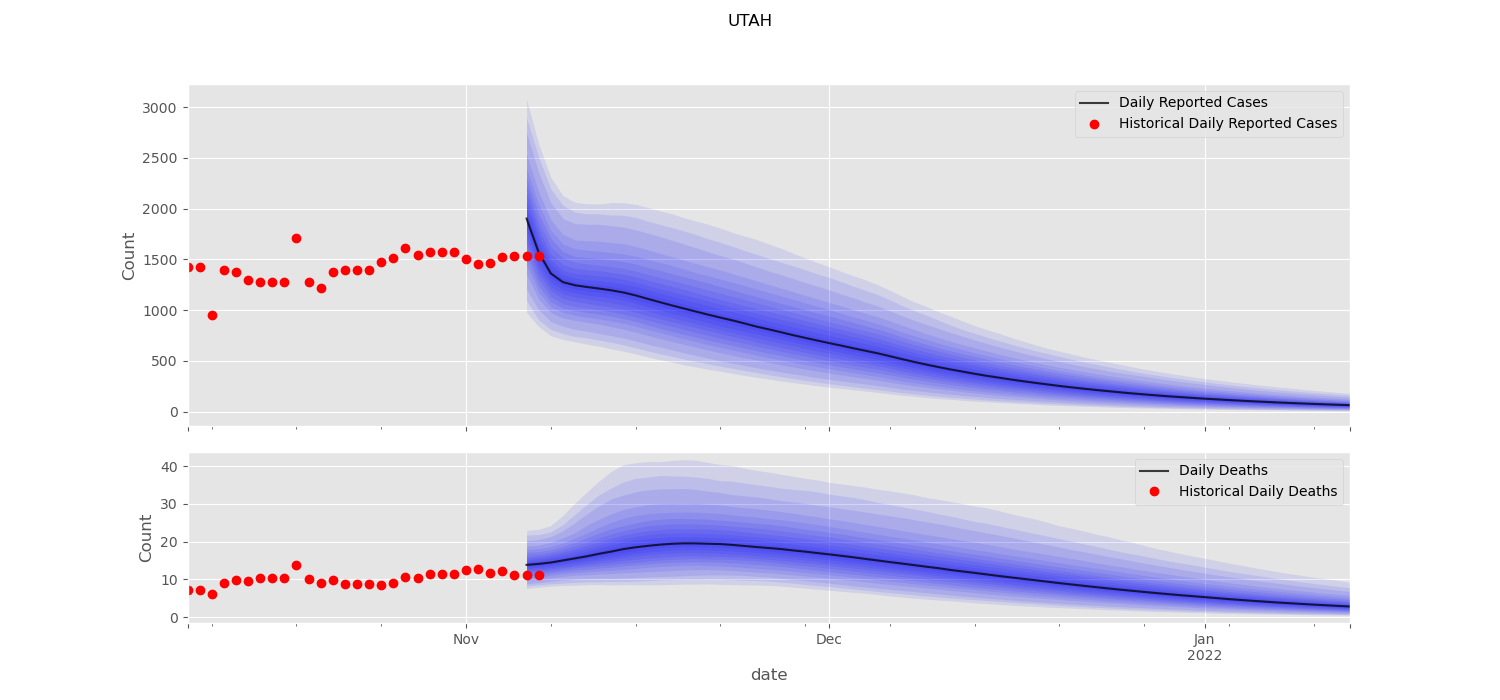 UTAH
3000
2500
2000
1500
1000
500
0
Count
Daily Reported Cases
Historical Daily Reported Cases
40
30
20
10
0
Count
Daily Deaths
Historical Daily Deaths
Nov
Dec
Jan
2022
date